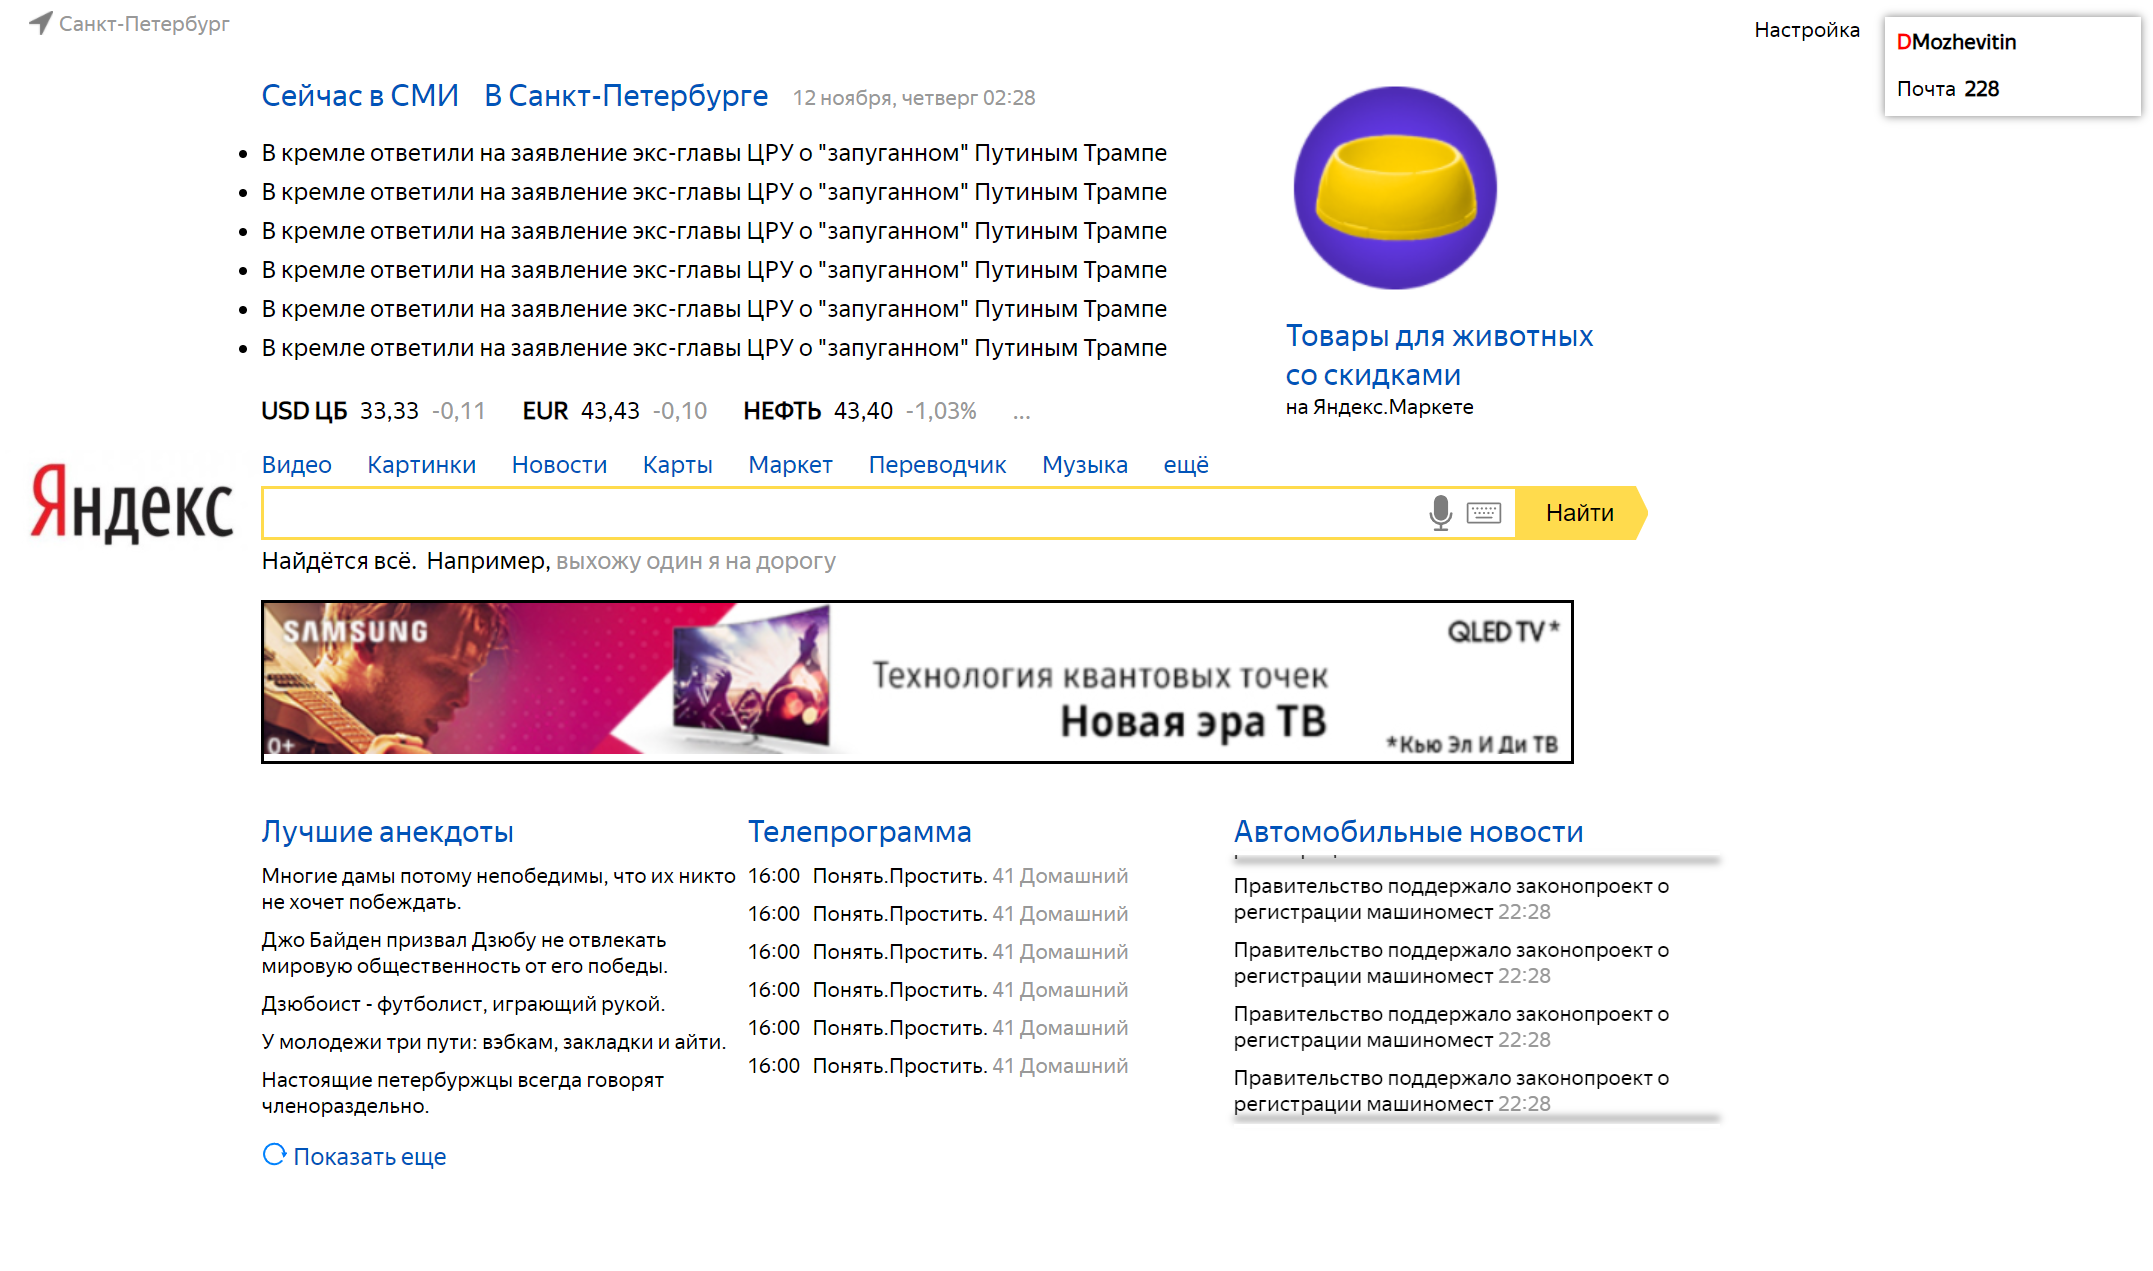 Санкт-Петербург
Настройка
DMozhevitin
Почта 228
Сейчас в СМИ В Санкт-Петербурге 12 ноября, четверг 02:28
В кремле ответили на заявление экс-главы ЦРУ о "запуганном" Путиным Трампе
В кремле ответили на заявление экс-главы ЦРУ о "запуганном" Путиным Трампе
В кремле ответили на заявление экс-главы ЦРУ о "запуганном" Путиным Трампе
В кремле ответили на заявление экс-главы ЦРУ о "запуганном" Путиным Трампе
В кремле ответили на заявление экс-главы ЦРУ о "запуганном" Путиным Трампе
В кремле ответили на заявление экс-главы ЦРУ о "запуганном" Путиным Трампе
Товары для животных
со скидками
на Яндекс.Маркете
USD ЦБ 33,33 -0,11 EUR 43,43 -0,10 НЕФТЬ 43,40 -1,03% ...
Видео Картинки Новости Карты Маркет Переводчик Музыка ещё
Яндекс
Найти
Найдётся всё. Например, выхожу один я на дорогу
SAMSUNG
QLED TV*
Технология квантовых точек
Новая эра ТВ
0+
*Кью Эл И Ди ТВ
Лучшие анекдоты
Многие дамы потому непобедимы, что их никто
не хочет побеждать.
Джо Байден призвал Дзюбу не отвлекать
мировую общественность от его победы.
Дзюбоист - футболист, играющий рукой.
У молодежи три пути: вэбкам, закладки и айти.
Настоящие петербуржцы всегда говорят
членораздельно.
Показать еще
Телепрограмма
16:00 Понять.Простить. 41 Домашний
16:00 Понять.Простить. 41 Домашний
16:00 Понять.Простить. 41 Домашний
16:00 Понять.Простить. 41 Домашний
16:00 Понять.Простить. 41 Домашний
16:00 Понять.Простить. 41 Домашний
Автомобильные новости
Правительство поддержало законопроект о
регистрации машиномест 22:28
Правительство поддержало законопроект о
регистрации машиномест 22:28
Правительство поддержало законопроект о
регистрации машиномест 22:28
Правительство поддержало законопроект о
регистрации машиномест 22:28